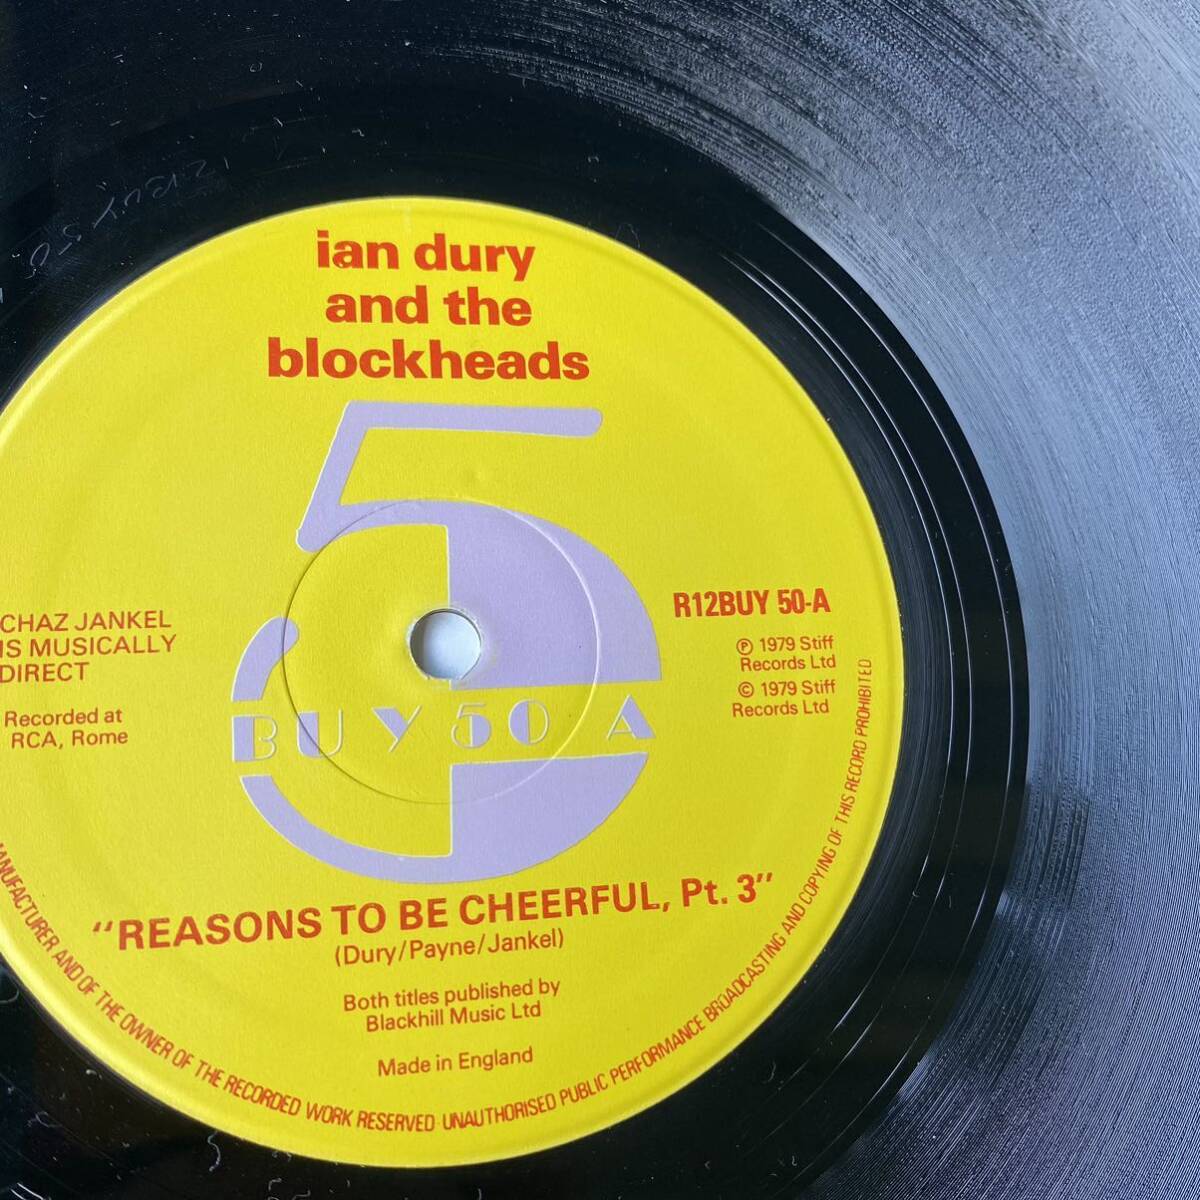 12BUY 50
ian dury
and the
blockheads
5
BUY 50 A
CHAZ JANKEL
IS MUSICALLY
DIRECT
Recorded at
RCA, Rome
R12BUY 50-A
℗ 1979 Stiff
Records Ltd
© 1979 Stiff
Records Ltd
"REASONS TO BE CHEERFUL, Pt. 3"
(Dury/Payne/Jankel)
Both titles published by
Blackhill Music Ltd
Made in England
MANUFACTURER AND OF THE OWNER OF THE RECORDED WORK RESERVED UNAUTHORISED PUBLIC PERFORMANCE BROADCASTING AND COPYING OF THIS RECORD PROHIBITED